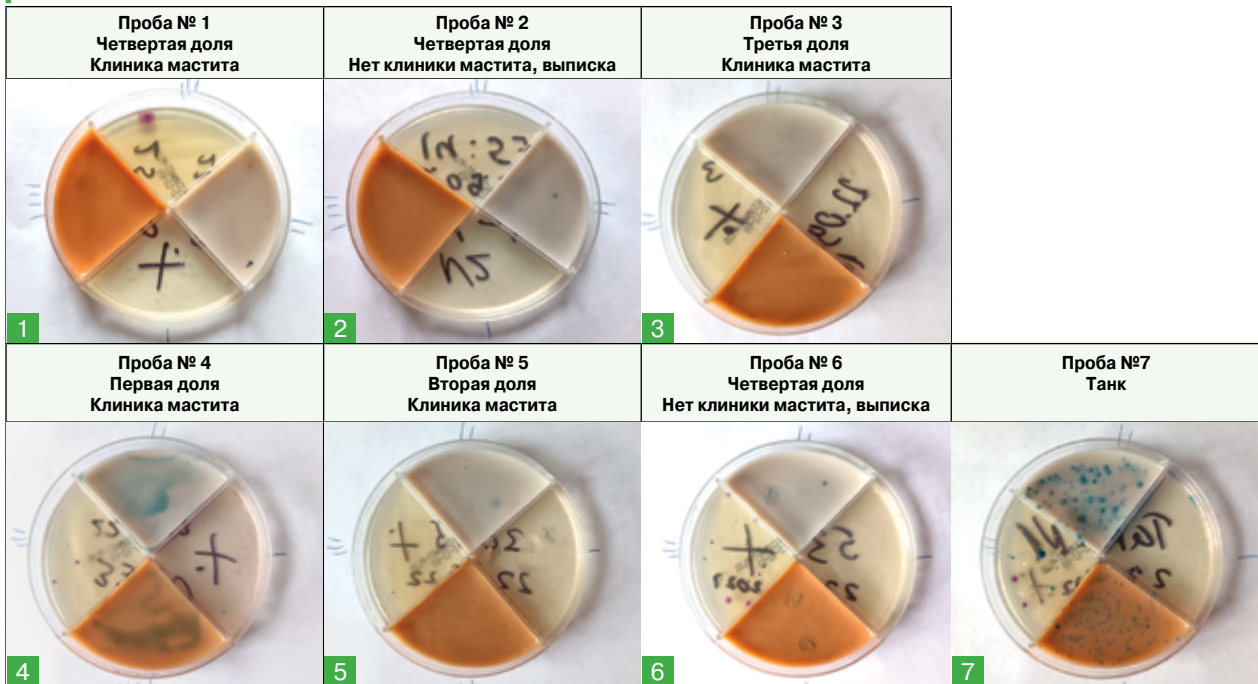 Проба № 1
Четвертая доля
Клиника мастита
Проба № 2
Четвертая доля
Нет клиники мастита, выписка
Проба № 3
Третья доля
Клиника мастита
1
2
3
Проба № 4
Первая доля
Клиника мастита
Проба № 5
Вторая доля
Клиника мастита
Проба № 6
Четвертая доля
Нет клиники мастита, выписка
Проба №7
Танк
4
5
6
7